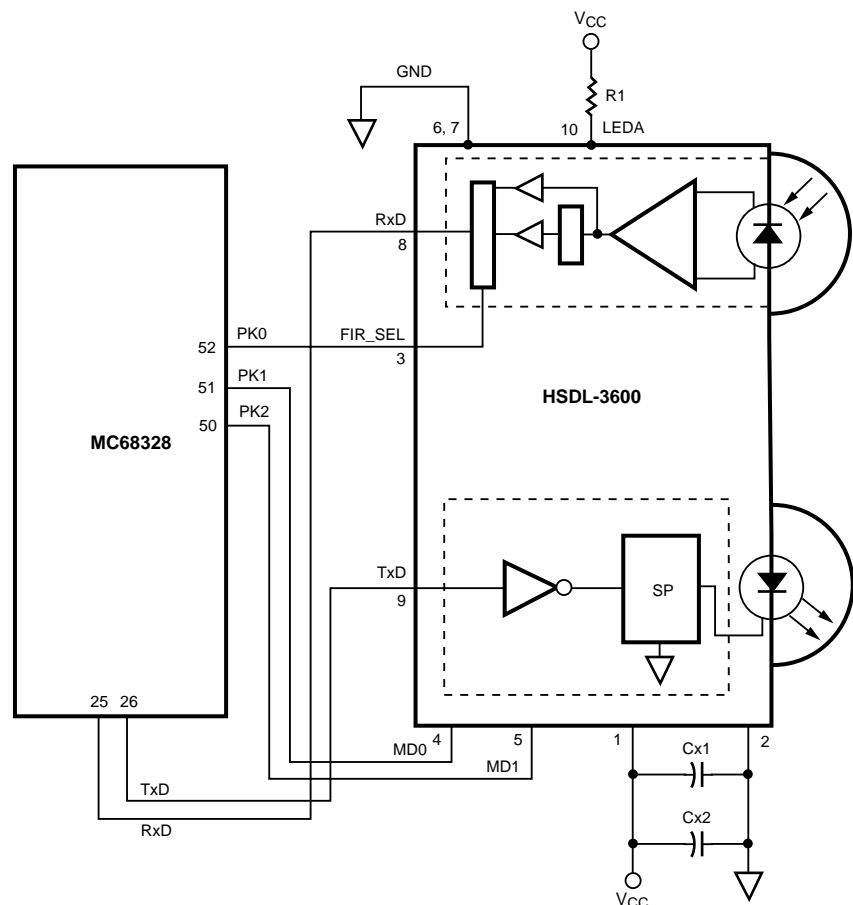 VCC
GND
R1
6, 7
10
LEDA
RxD
8
52
PK0
FIR_SEL
3
51
PK1
50
PK2
HSDL-3600
MC68328
TxD
9
SP
25
26
4
5
1
2
MD0
MD1
Cx1
TxD
RxD
Cx2
VCC